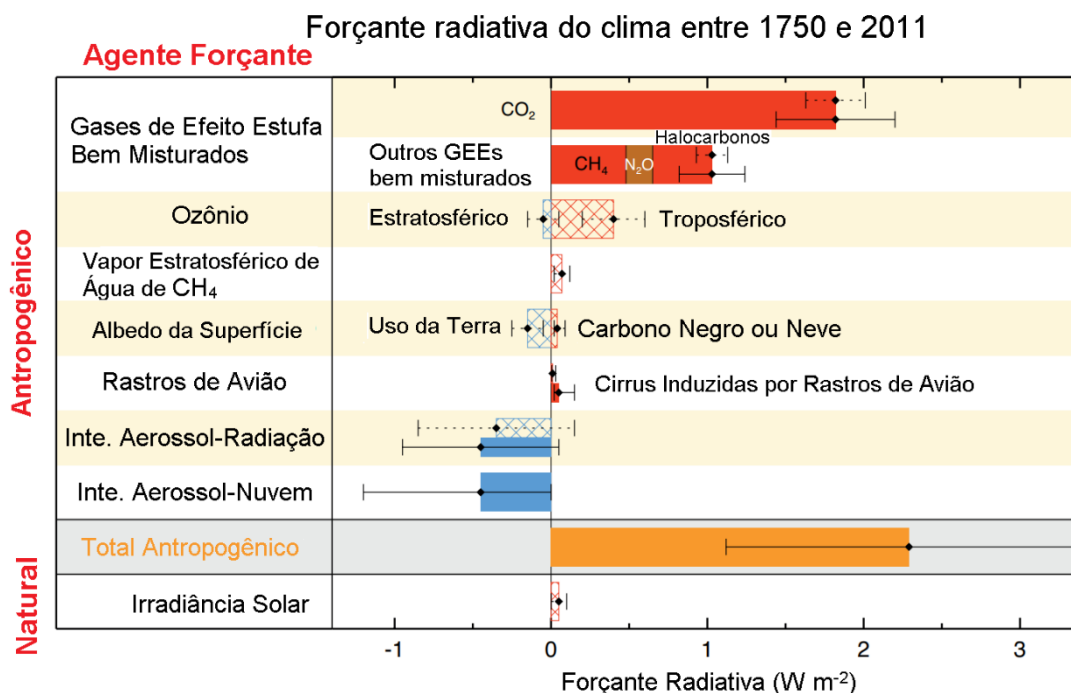 Forçante radiativa do clima entre 1750 e 2011
Agente Forçante
Antropogênico
Natural
Gases de Efeito Estufa
Bem Misturados
CO₂
Outros GEEs
bem misturados
CH₄
N₂O
Halocarbonos
Ozônio
Estratosférico
Troposférico
Vapor Estratosférico de
Água de CH₄
Albedo da Superfície
Uso da Terra
Carbono Negro ou Neve
Rastros de Avião
Cirrus Induzidas por Rastros de Avião
Inte. Aerossol-Radiação
Inte. Aerossol-Nuvem
Total Antropogênico
Irradiância Solar
-1 0 1 2 3
Forçante Radiativa (W m⁻²)